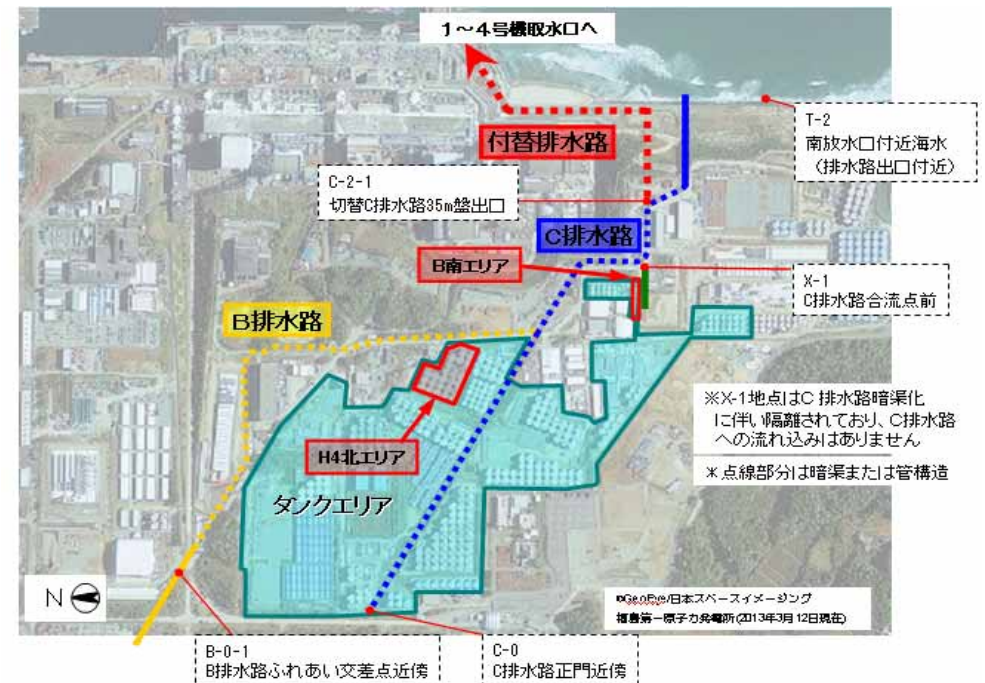 1～4号機取水口へ
T-2
南放水口付近海水
（排水路出口付近）
付替排水路
C-2-1
切替C排水路35m盤出口
C排水路
B南エリア
X-1
C排水路合流点前
B排水路
※X-1地点はC排水路暗渠化
に伴い隔離されており、C排水路
への流れ込みはありません
H4北エリア
＊点線部分は暗渠または管構造
タンクエリア
N
©GeoEye/日本スペースイメージング
福島第一原子力発電所(2013年3月12日現在)
B-0-1
B排水路ふれあい交差点近傍
C-0
C排水路正門近傍